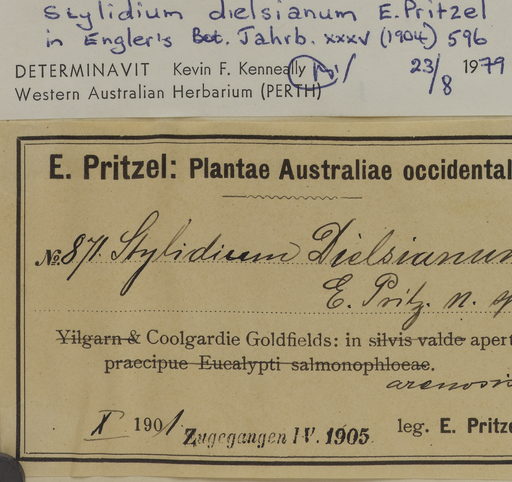 Stylidium dielsianum E.Pritzel
in Engler's Bot. Jahrb. xxxv (1904) 596
DETERMINAVIT Kevin F. Kenneally 23/8 1979
Western Australian Herbarium (PERTH)
E. Pritzel: Plantae Australiae occidental
№ 871. Stylidium Dielsianum
E. Pritz. n. sp
Yilgarn & Coolgardie Goldfields: in silvis valde apert
praecipue Eucalypti salmonophloeae.
arenosis
X 1901 Zugegangen IV. 1905 leg. E. Pritze